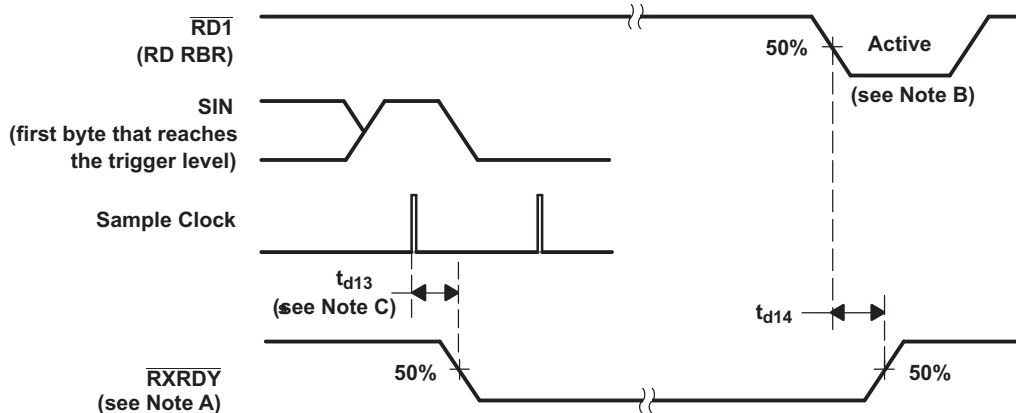 RD1
(RD RBR)
50%
Active
(see Note B)
SIN
(first byte that reaches
the trigger level)
Sample Clock
td13
(see Note C)
td14
RXRDY
(see Note A)
50%
50%